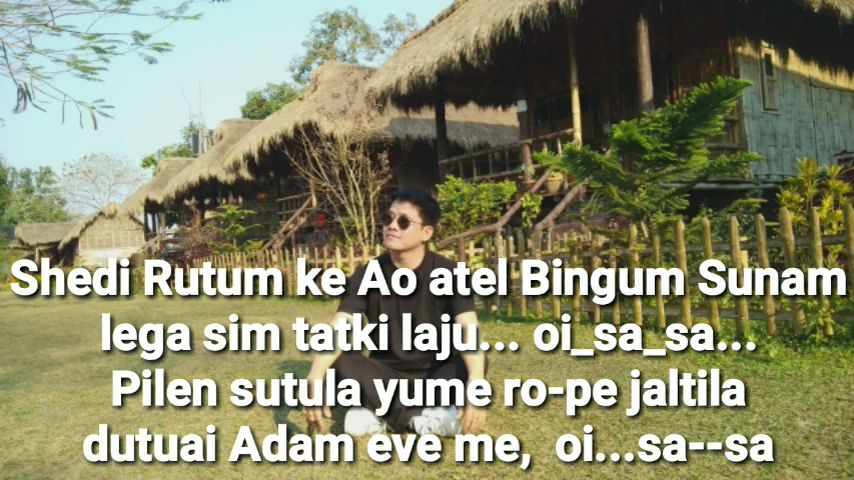 Shedi Rutum ke Ao atel Bingum Sunam
lega sim tatki laju... oi_sa_sa...
Pilen sutula yume ro-pe jaltila
dutuai Adam eve me, oi...sa--sa